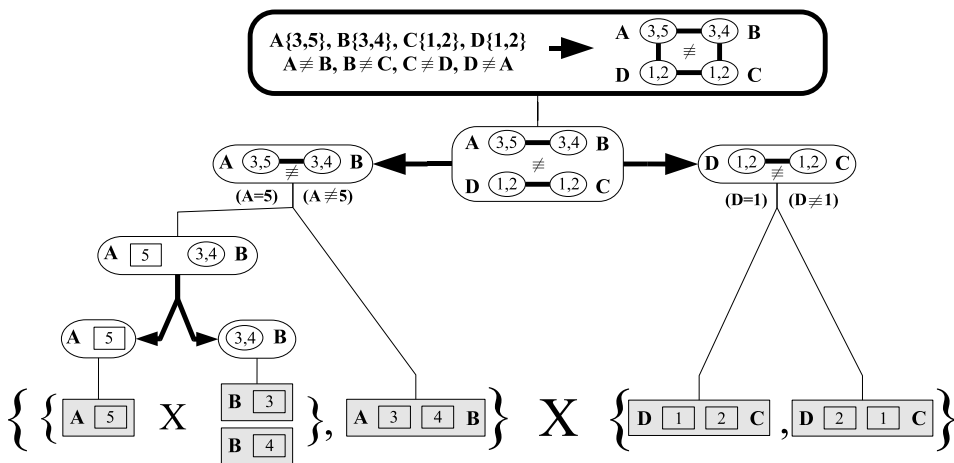 A{3,5}, B{3,4}, C{1,2}, D{1,2}
A≠B, B≠C, C≠D, D≠A
A 3,5 3,4 B
≠
D 1,2 1,2 C
A 3,5 3,4 B
≠
D 1,2 1,2 C
A 3,5 3,4 B
≠
(A=5) (A≠5)
D 1,2 1,2 C
≠
(D=1) (D≠1)
A 5 3,4 B
A 5
3,4 B
{ { A 5 X B 3 } , A 3 4 B } X { D 1 2 C , D 2 1 C }
B 4